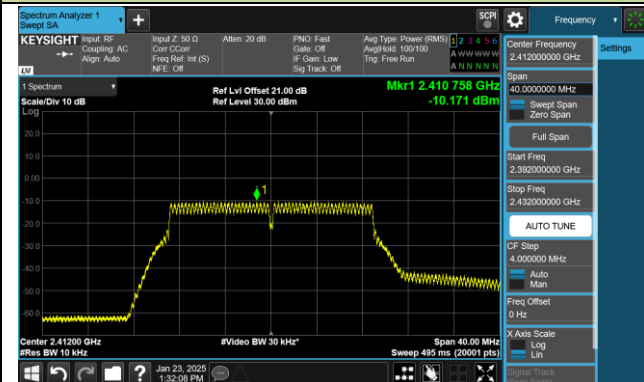 Spectrum Analyzer 1
Swept SA
+
SCPI
Frequency
KEYSIGHT
Input: RF
Coupling: AC
Align: Auto
Input Z: 50 Ω
Corr CCorr
Freq Ref: Int (S)
NFE: Off
Atten: 20 dB
PNO: Fast
Gate: Off
IF Gain: Low
Sig Track: Off
Avg Type: Power (RMS)
Avg|Hold: 100/100
Trig: Free Run
1 2 3 4 5 6
A W W W W W
A N N N N N
LXI
1 Spectrum
Scale/Div 10 dB
Log
Ref Lvl Offset 21.00 dB
Ref Level 30.00 dBm
Mkr1 2.410 758 GHz
-10.171 dBm
20.0
10.0
0.00
-10.0
-20.0
-30.0
-40.0
-50.0
-60.0
1
Center 2.41200 GHz
#Res BW 10 kHz
#Video BW 30 kHz*
Span 40.00 MHz
Sweep 495 ms (20001 pts)
Center Frequency
2.412000000 GHz
Settings
Span
40.0000000 MHz
Swept Span
Zero Span
Full Span
Start Freq
2.392000000 GHz
Stop Freq
2.432000000 GHz
AUTO TUNE
CF Step
4.000000 MHz
Auto
Man
Freq Offset
0 Hz
X Axis Scale
Log
Lin
Signal Track
?
Jan 23, 2025
1:32:08 PM